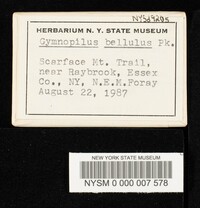 HERBARIUM N. Y. STATE MUSEUM
Gymnopilus bellulus Pk.
Scarface Mt. Trail,
near Raybrook, Essex
Co., NY, N.E.M.Foray
August 22, 1987
NEW YORK STATE MUSEUM
NYSM 0 000 007 578